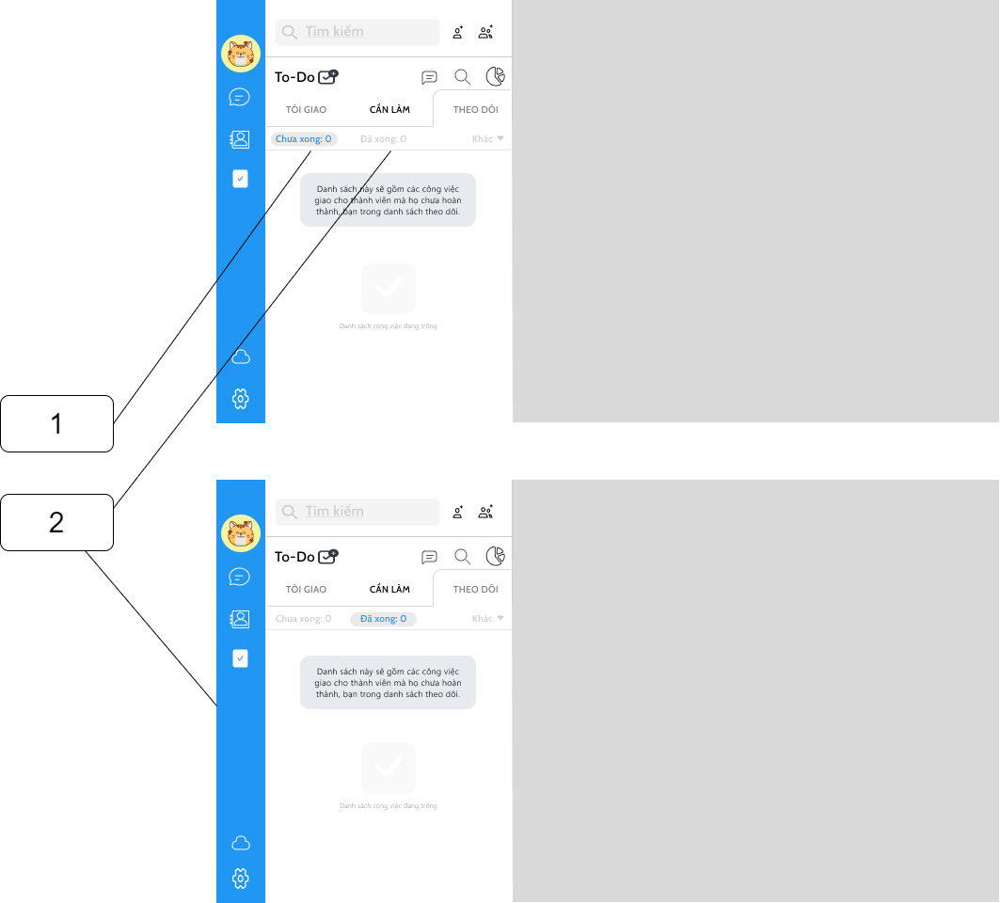 Tìm kiếm
To-Do
TÔI GIAO CẦN LÀM THEO DÕI
Chưa xong: 0 Đã xong: 0 Khác
Danh sách này sẽ gồm các công việc
giao cho thành viên mà họ chưa hoàn
thành, bạn trong danh sách theo dõi.
Danh sách công việc đang trống
1
2
Tìm kiếm
To-Do
TÔI GIAO CẦN LÀM THEO DÕI
Chưa xong: 0 Đã xong: 0 Khác
Danh sách này sẽ gồm các công việc
giao cho thành viên mà họ chưa hoàn
thành, bạn trong danh sách theo dõi.
Danh sách công việc đang trống